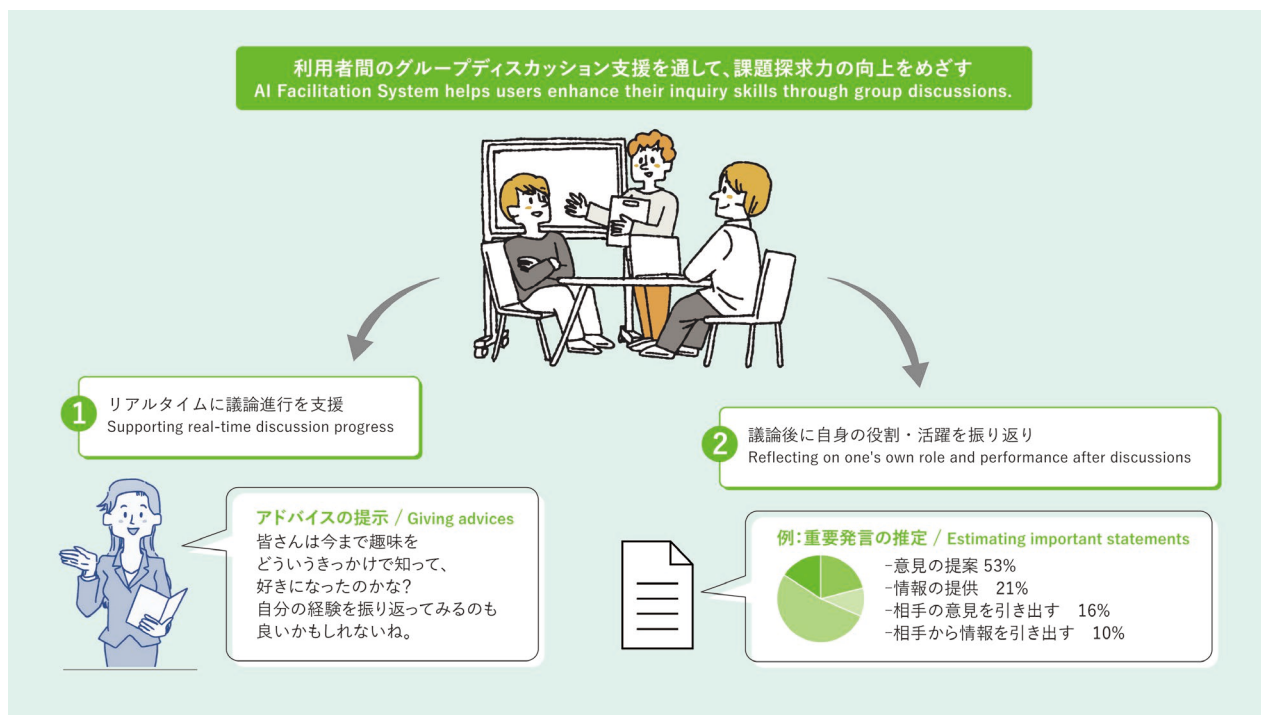 利用者間のグループディスカッション支援を通して、課題探求力の向上をめざす
AI Facilitation System helps users enhance their inquiry skills through group discussions.
1
リアルタイムに議論進行を支援
Supporting real-time discussion progress
アドバイスの提示 / Giving advices
皆さんは今まで趣味を
どういうきっかけで知って、
好きになったのかな?
自分の経験を振り返ってみるのも
良いかもしれないね。
2
議論後に自身の役割・活躍を振り返り
Reflecting on one's own role and performance after discussions
例：重要発言の推定 / Estimating important statements
-意見の提案 53%
-情報の提供 21%
-相手の意見を引き出す 16%
-相手から情報を引き出す 10%